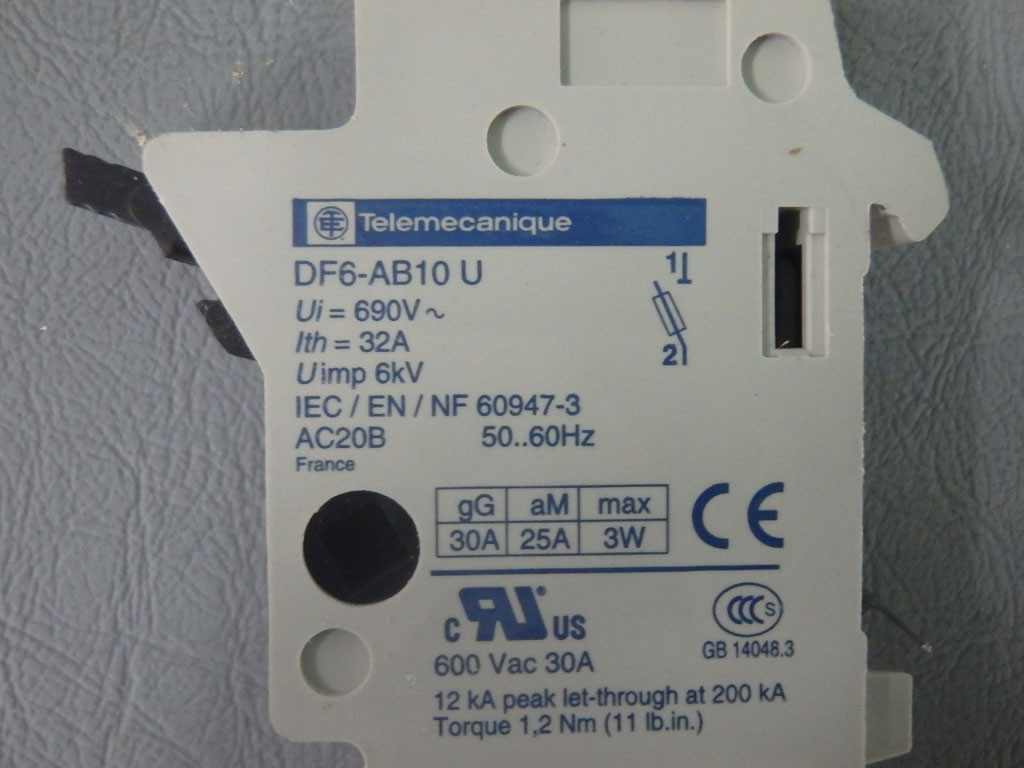 Telemecanique
DF6-AB10 U
1
Ui = 690V ~
Ith = 32A
2
Uimp 6kV
IEC / EN / NF 60947-3
AC20B 50..60Hz
France
gG aM max
30A 25A 3W
CE
c RU US
CCC S
GB 14048.3
600 Vac 30A
12 kA peak let-through at 200 kA
Torque 1,2 Nm (11 lb.in.)